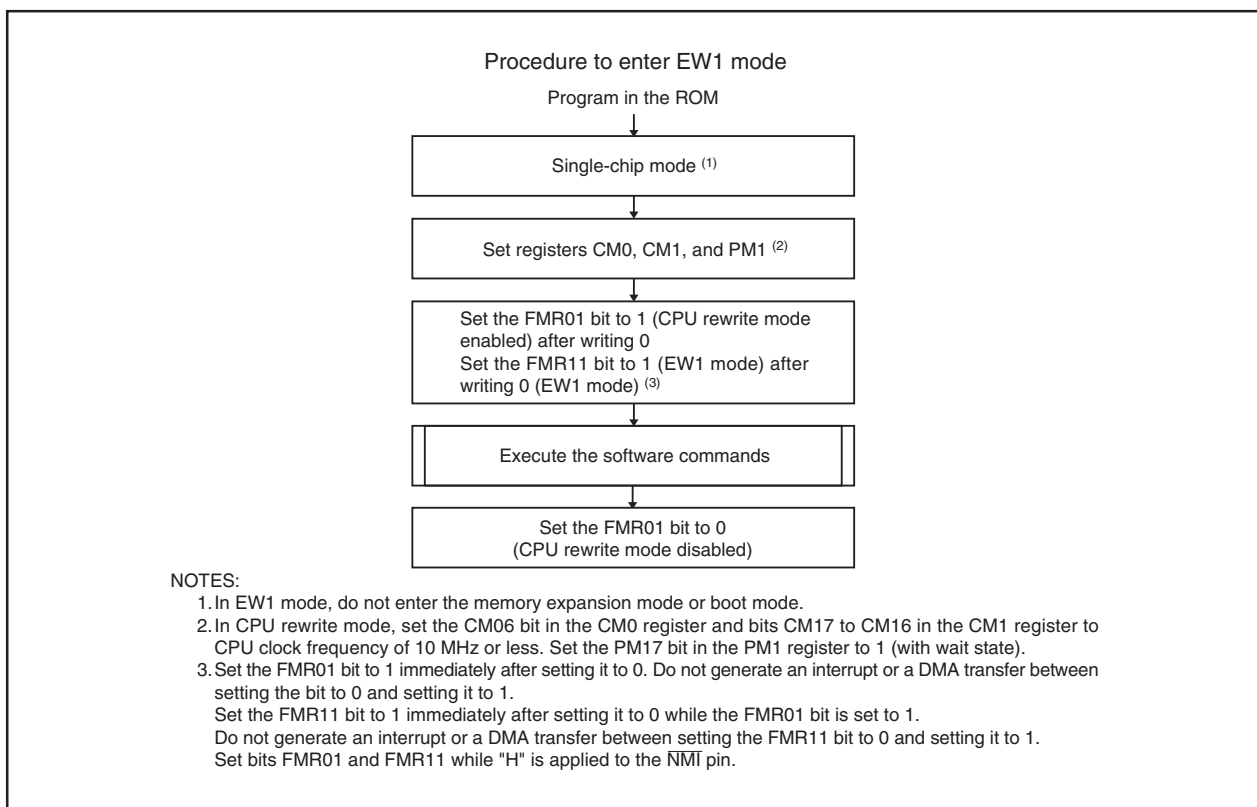 Procedure to enter EW1 mode
Program in the ROM
Single-chip mode (1)
Set registers CM0, CM1, and PM1 (2)
Set the FMR01 bit to 1 (CPU rewrite mode
enabled) after writing 0
Set the FMR11 bit to 1 (EW1 mode) after
writing 0 (EW1 mode) (3)
Execute the software commands
Set the FMR01 bit to 0
(CPU rewrite mode disabled)
NOTES:
1. In EW1 mode, do not enter the memory expansion mode or boot mode.
2. In CPU rewrite mode, set the CM06 bit in the CM0 register and bits CM17 to CM16 in the CM1 register to
CPU clock frequency of 10 MHz or less. Set the PM17 bit in the PM1 register to 1 (with wait state).
3. Set the FMR01 bit to 1 immediately after setting it to 0. Do not generate an interrupt or a DMA transfer between
setting the bit to 0 and setting it to 1.
Set the FMR11 bit to 1 immediately after setting it to 0 while the FMR01 bit is set to 1.
Do not generate an interrupt or a DMA transfer between setting the FMR11 bit to 0 and setting it to 1.
Set bits FMR01 and FMR11 while "H" is applied to the N̅M̅I̅ pin.